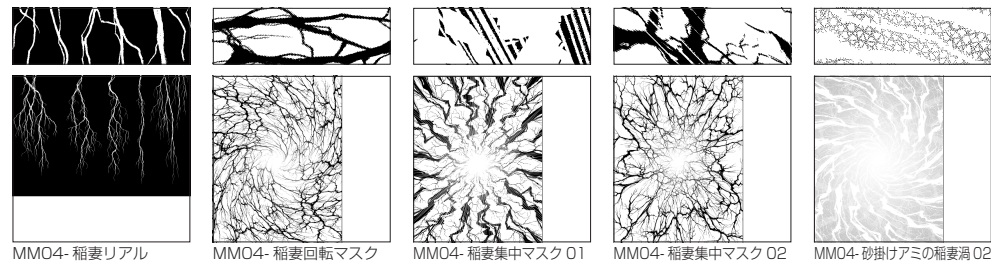 MM04- 稲妻リアル
MM04- 稲妻回転マスク
MM04- 稲妻集中マスク 01
MM04- 稲妻集中マスク 02
MM04- 砂掛けアミの稲妻渦 02